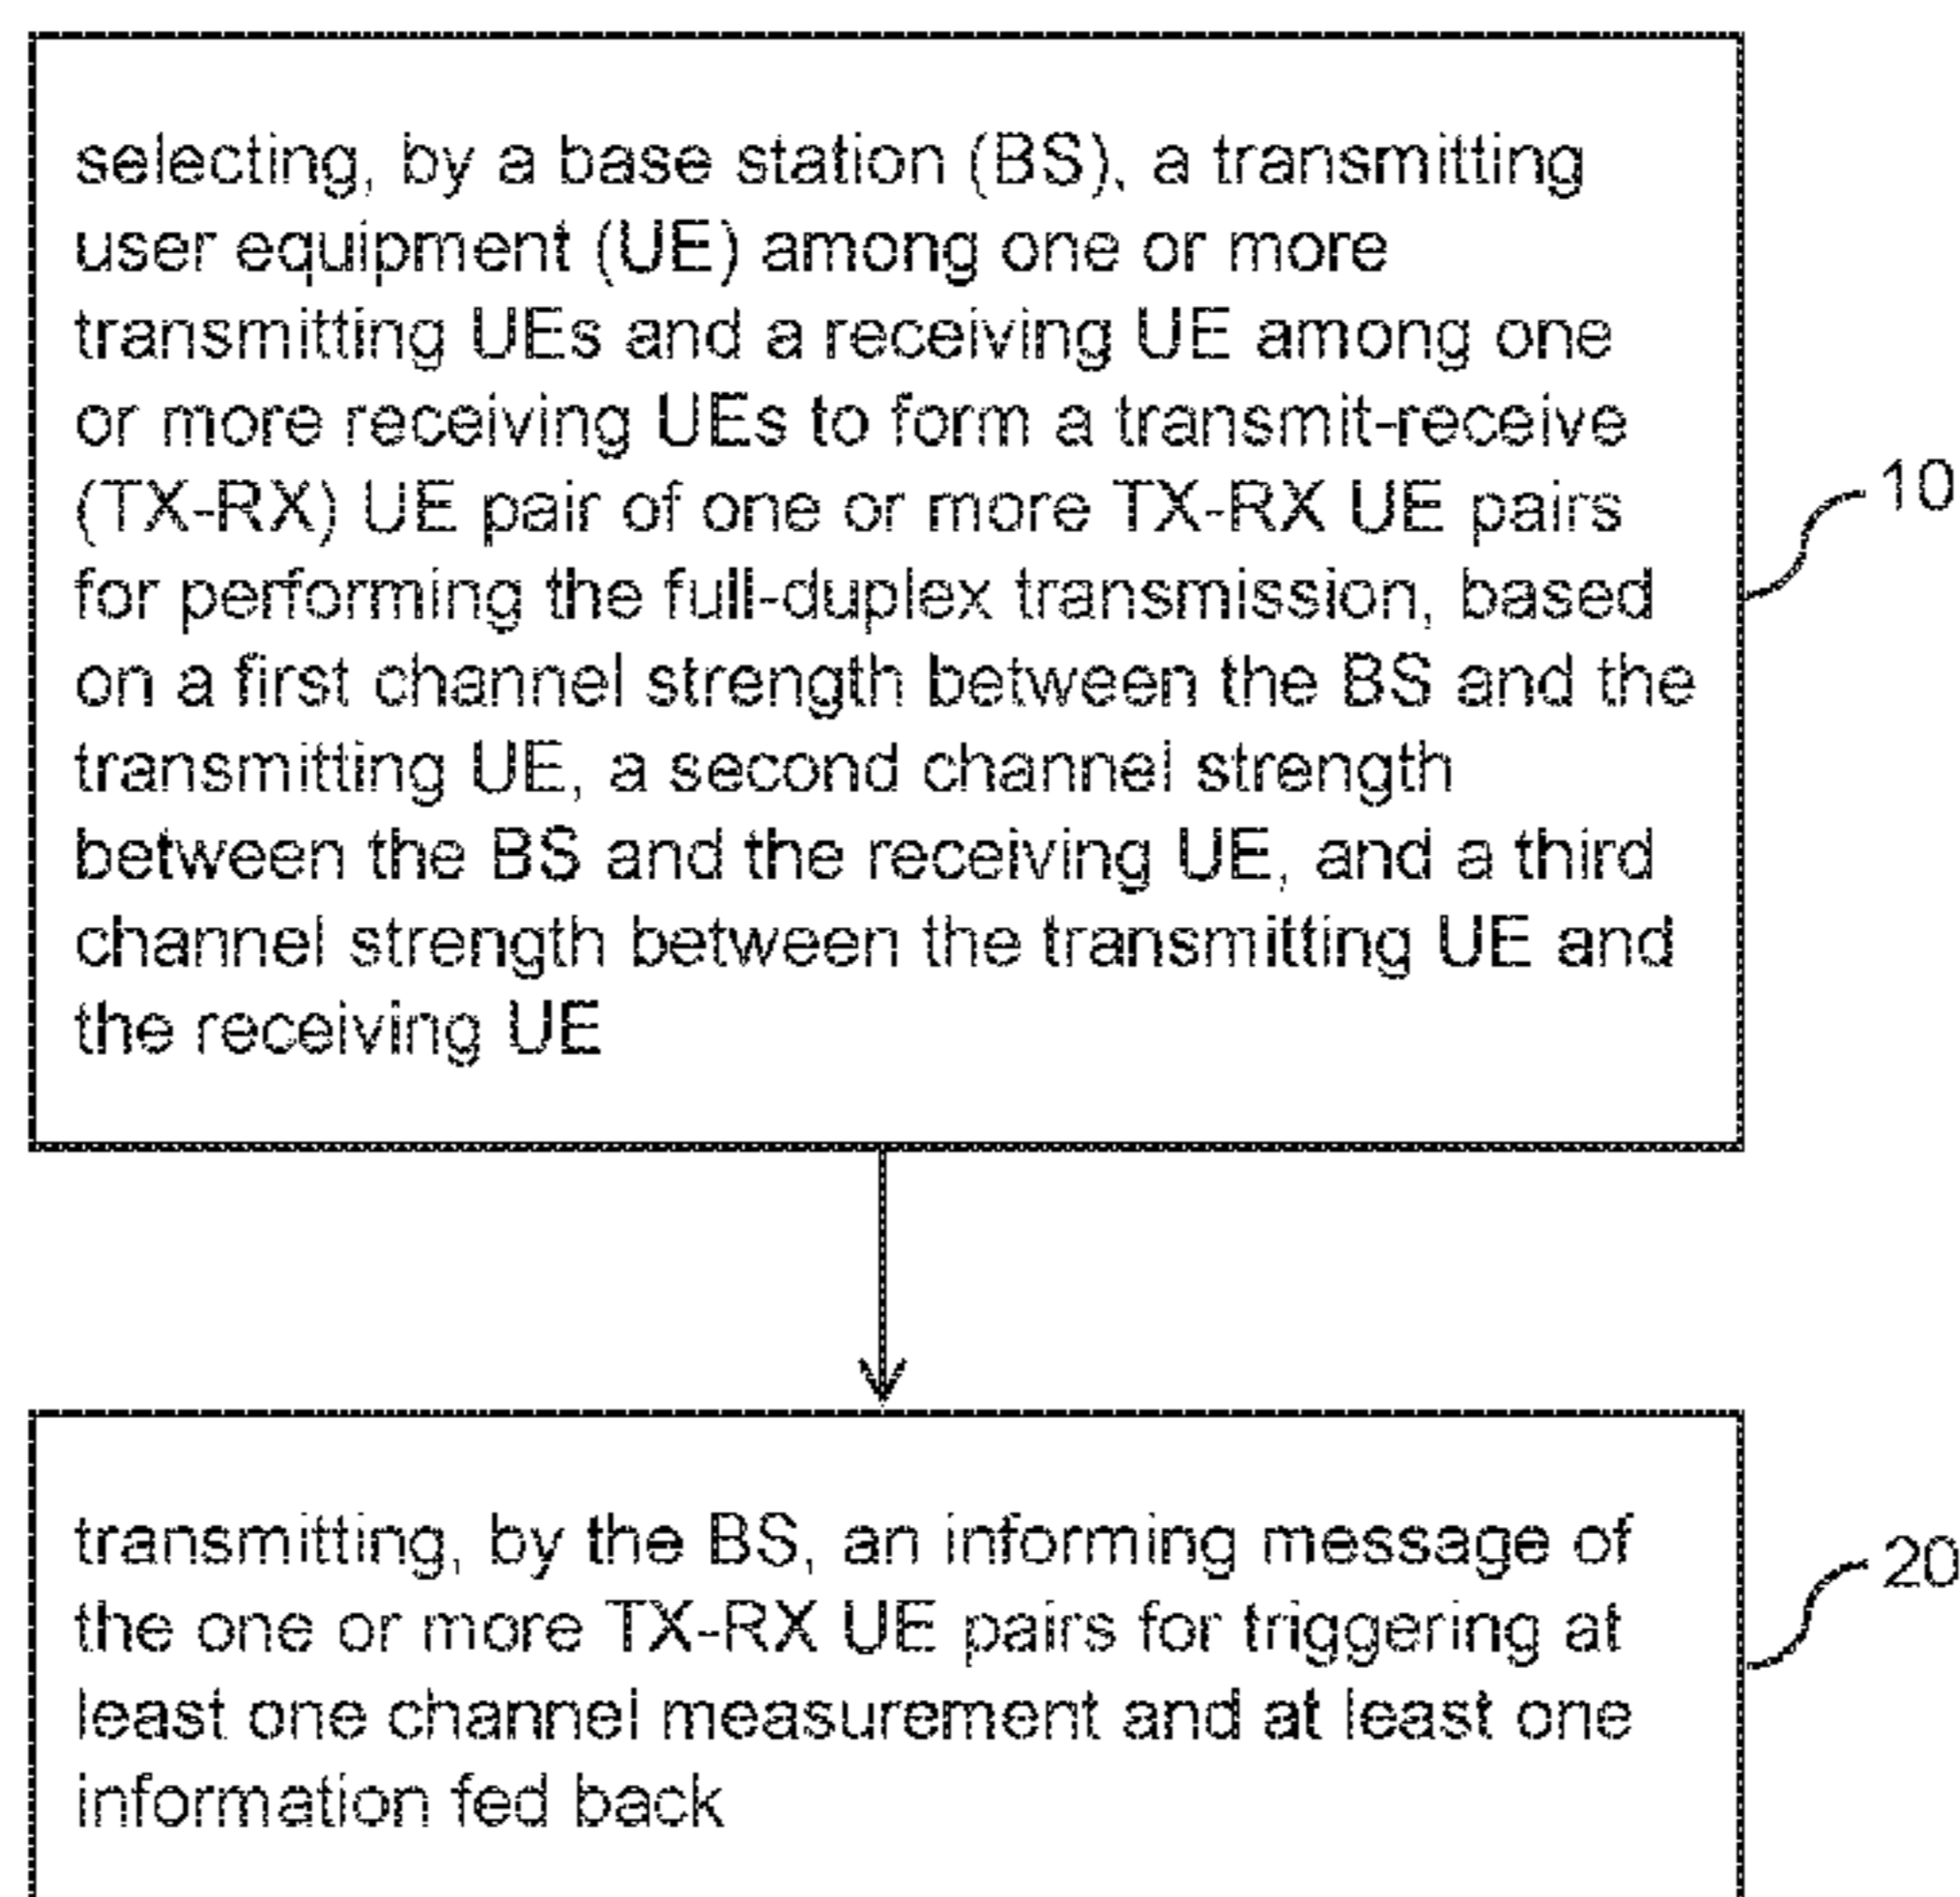 selecting, by a base station (BS), a transmitting
user equipment (UE) among one or more
transmitting UEs and a receiving UE among one
or more receiving UEs to form a transmit-receive
(TX-RX) UE pair of one or more TX-RX UE pairs
for performing the full-duplex transmission, based
on a first channel strength between the BS and the
transmitting UE, a second channel strength
between the BS and the receiving UE, and a third
channel strength between the transmitting UE and
the receiving UE
10
transmitting, by the BS, an informing message of
the one or more TX-RX UE pairs for triggering at
least one channel measurement and at least one
information fed back
20